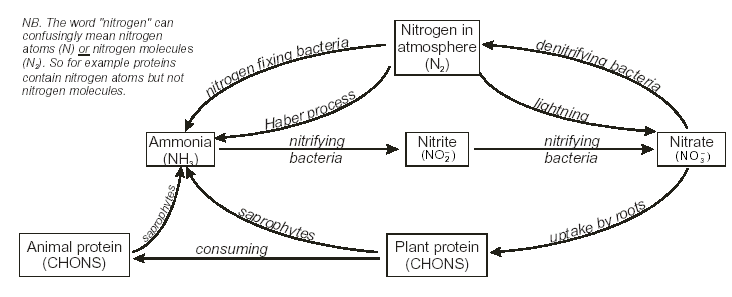 NB. The word "nitrogen" can
confusingly mean nitrogen
atoms (N) or nitrogen molecules
(N₂). So for example proteins
contain nitrogen atoms but not
nitrogen molecules.
Nitrogen in
atmosphere
(N₂)
nitrogen fixing bacteria
denitrifying bacteria
Haber process
lightning
Ammonia
(NH₃)
nitrifying
bacteria
Nitrite
(NO₂⁻)
nitrifying
bacteria
Nitrate
(NO₃⁻)
saprophytes
saprophytes
uptake by roots
Animal protein
(CHONS)
consuming
Plant protein
(CHONS)